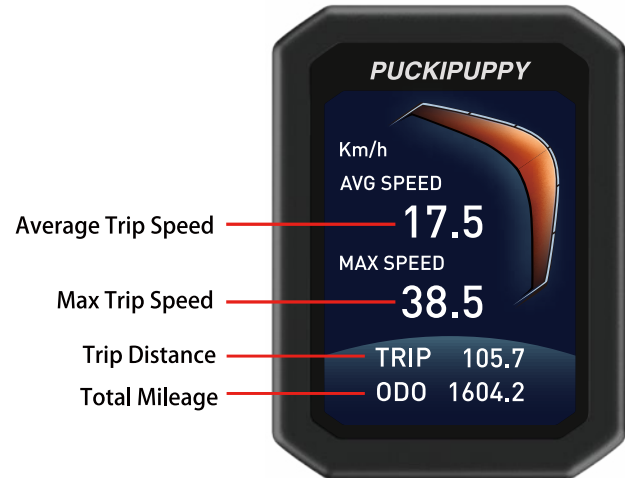 PUCKIPUPPY
Km/h
AVG SPEED
Average Trip Speed
17.5
MAX SPEED
Max Trip Speed
38.5
Trip Distance
TRIP 105.7
Total Mileage
ODO 1604.2